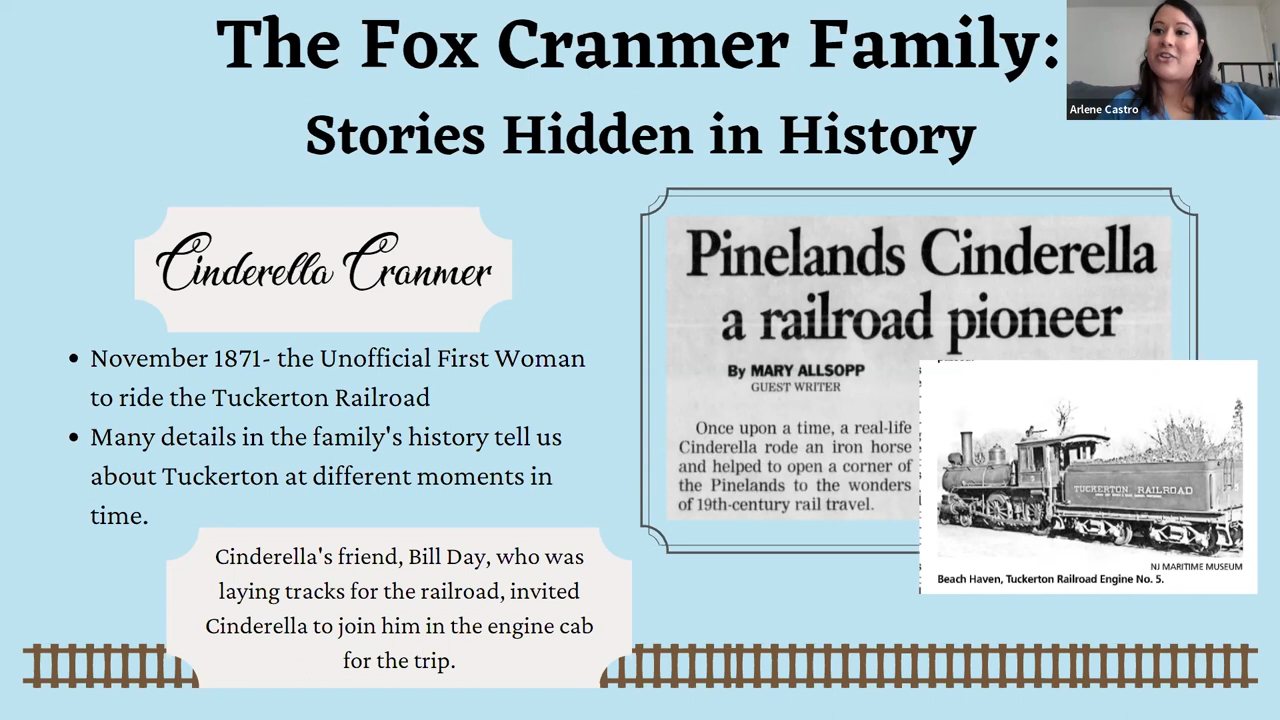 The Fox Cranmer Family:
Stories Hidden in History
Arlene Castro
Cinderella Cranmer
• November 1871- the Unofficial First Woman
to ride the Tuckerton Railroad
• Many details in the family's history tell us
about Tuckerton at different moments in
time.
Cinderella's friend, Bill Day, who was
laying tracks for the railroad, invited
Cinderella to join him in the engine cab
for the trip.
Pinelands Cinderella
a railroad pioneer
By MARY ALLSOPP
GUEST WRITER
Once upon a time, a real-life
Cinderella rode an iron horse
and helped to open a corner of
the Pinelands to the wonders
of 19th-century rail travel.
TUCKERTON RAILROAD
NJ MARITIME MUSEUM
Beach Haven, Tuckerton Railroad Engine No. 5.